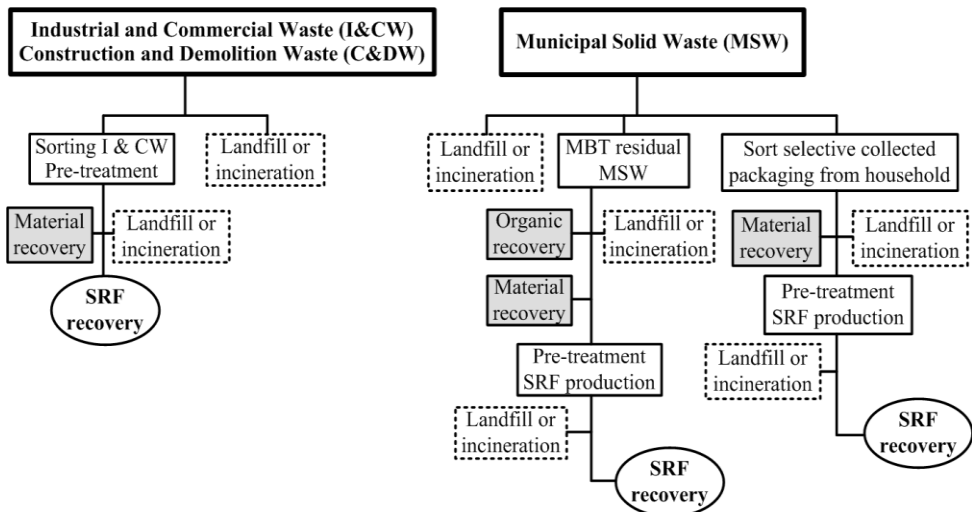 Industrial and Commercial Waste (I&CW)
Construction and Demolition Waste (C&DW)
Sorting I & CW
Pre-treatment
Landfill or
incineration
Material
recovery
Landfill or
incineration
SRF
recovery
Municipal Solid Waste (MSW)
Landfill or
incineration
MBT residual
MSW
Sort selective collected
packaging from household
Organic
recovery
Landfill or
incineration
Material
recovery
Pre-treatment
SRF production
Landfill or
incineration
SRF
recovery
Material
recovery
Landfill or
incineration
Pre-treatment
SRF production
Landfill or
incineration
SRF
recovery